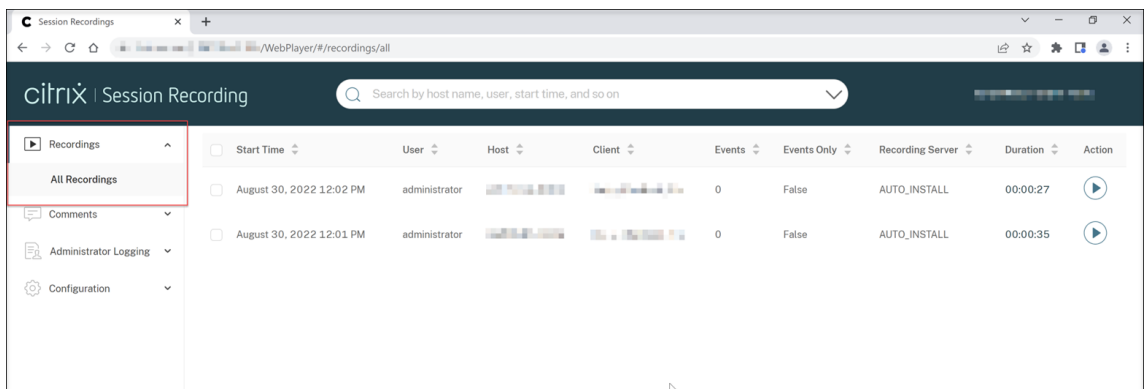 Session Recordings
/WebPlayer/#/recordings/all
citrix | Session Recording
Search by host name, user, start time, and so on
Recordings
All Recordings
Comments
Administrator Logging
Configuration
Start Time User Host Client Events Events Only Recording Server Duration Action
August 30, 2022 12:02 PM administrator 0 False AUTO_INSTALL 00:00:27
August 30, 2022 12:01 PM administrator 0 False AUTO_INSTALL 00:00:35